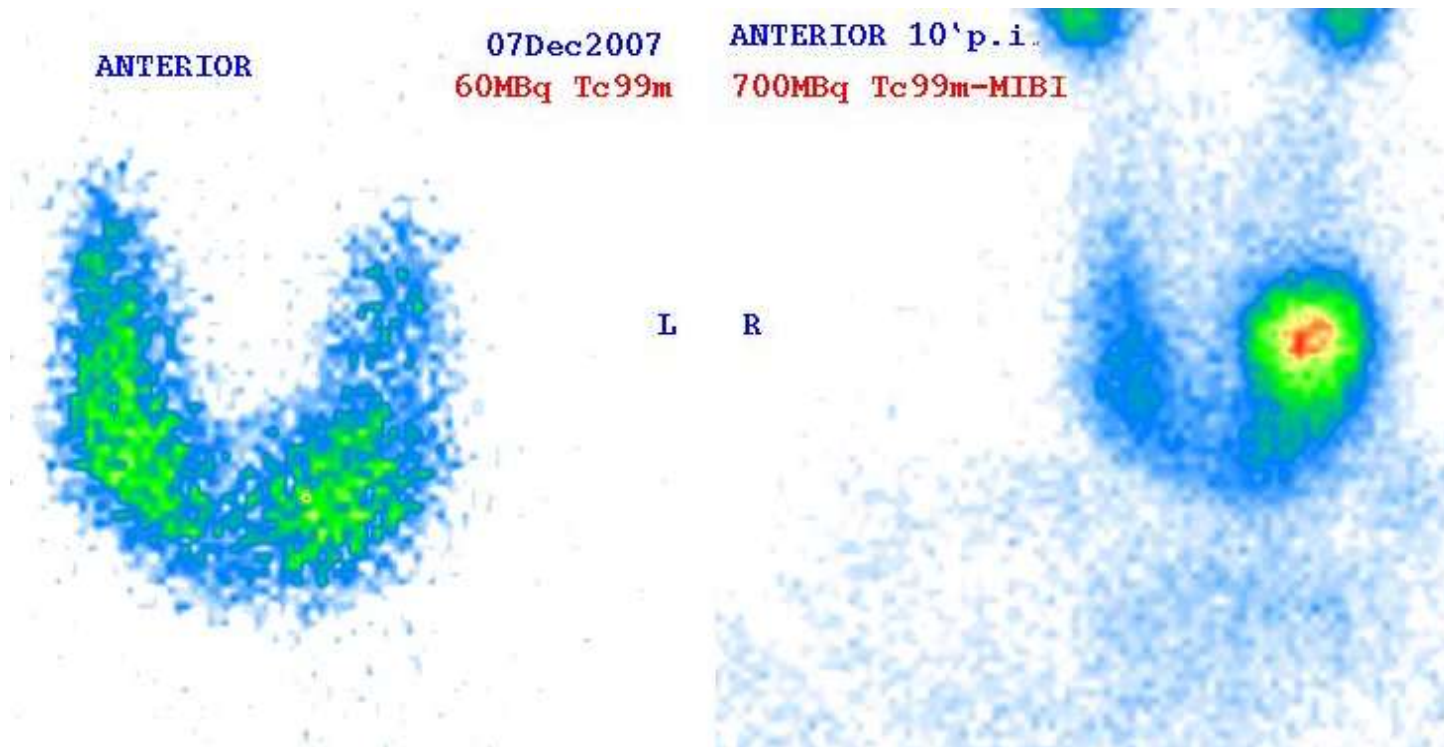 ANTERIOR
07Dec2007
60MBq Tc99m
L
ANTERIOR 10'p.i.
700MBq Tc99m-MIBI
R